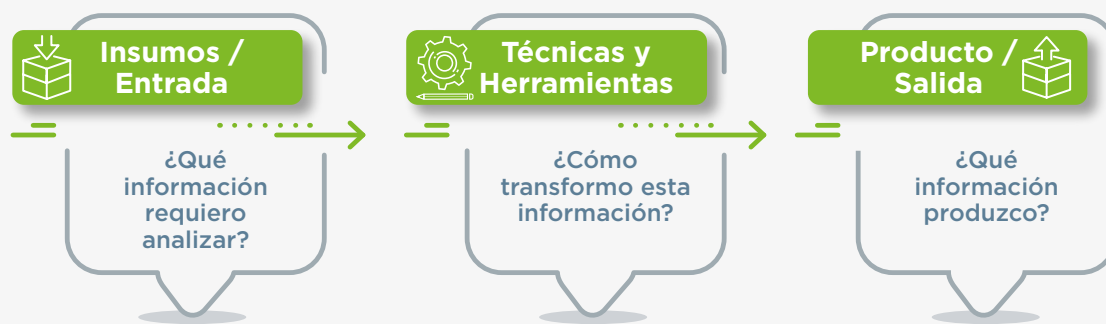 Insumos /
Entrada
¿Qué
información
requiero
analizar?
Técnicas y
Herramientas
¿Cómo
transformo esta
información?
Producto /
Salida
¿Qué
información
produzco?